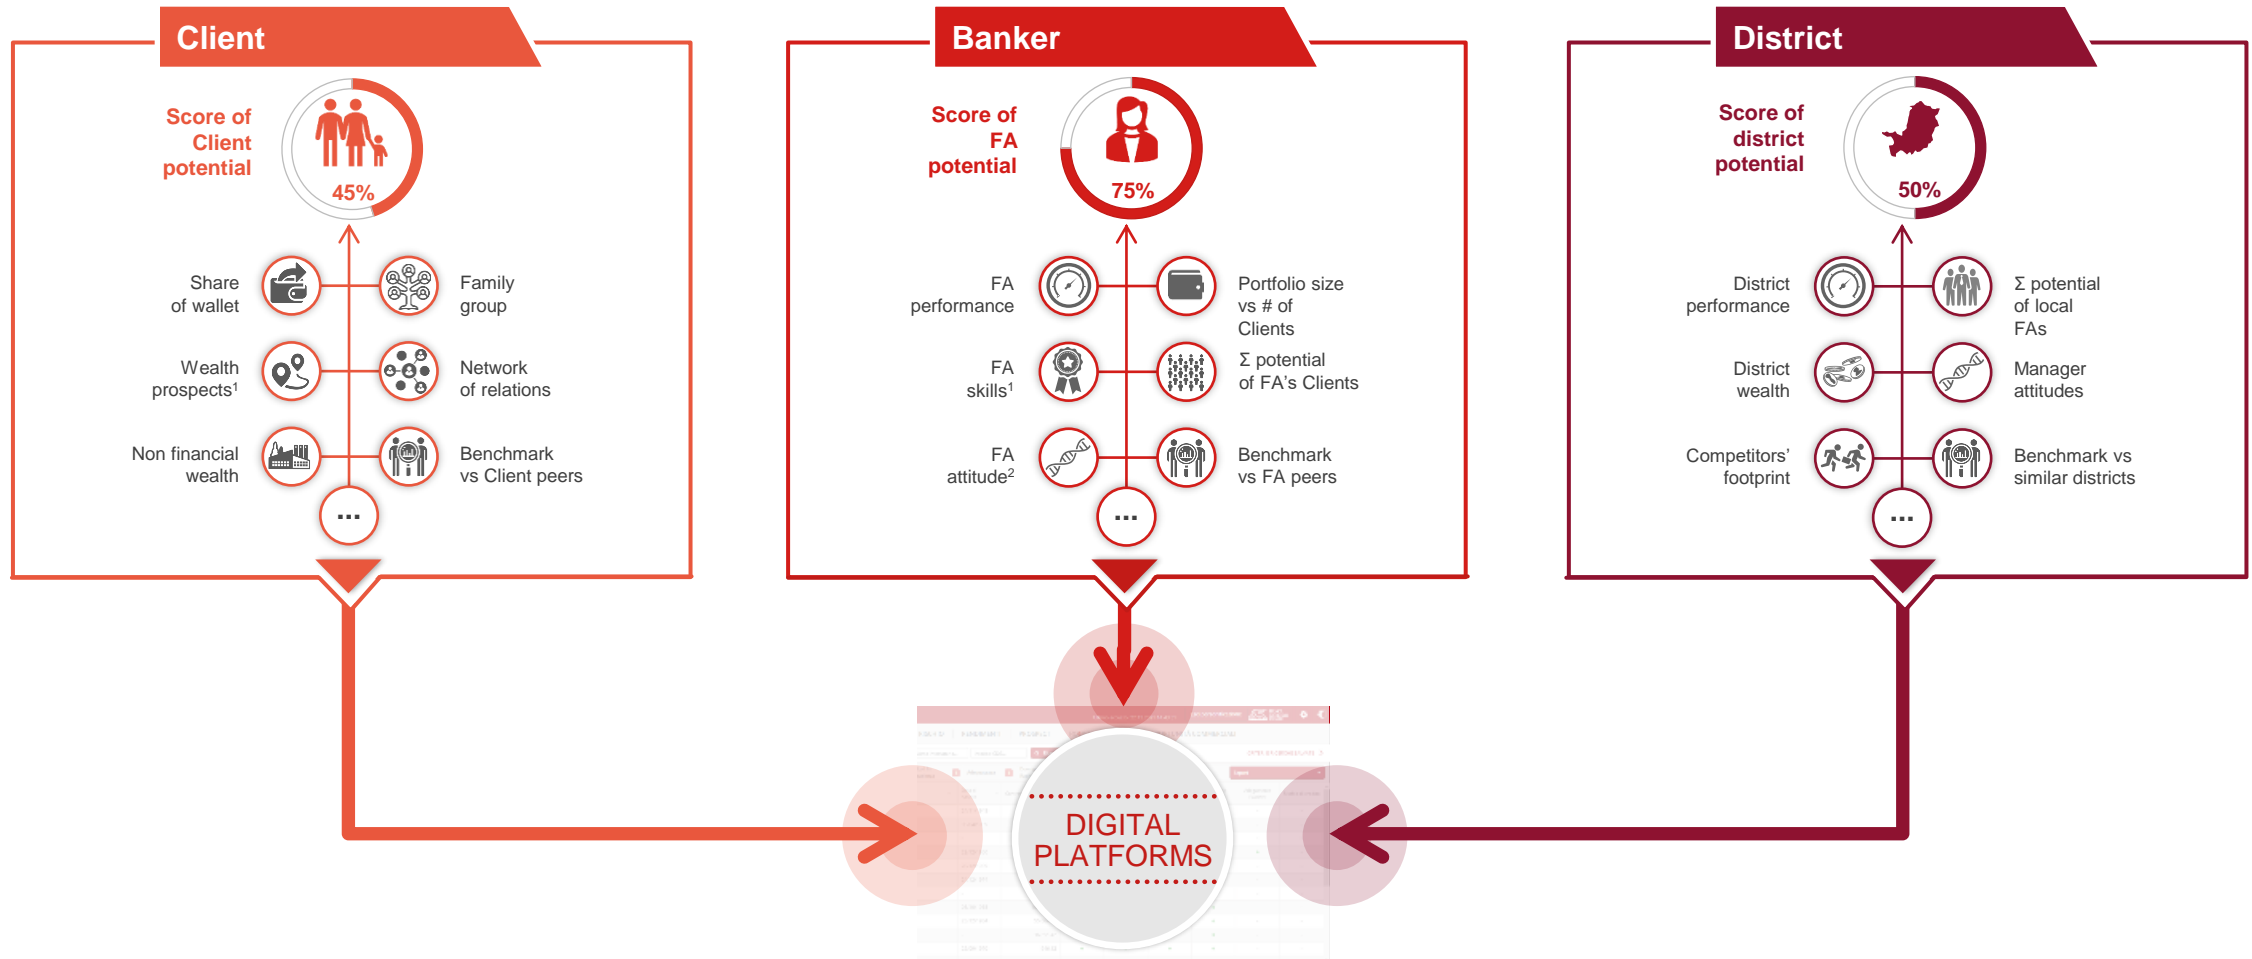 Client
Score of
Client
potential
45%
Share
of wallet
Family
group
Wealth
prospects¹
Network
of relations
Non financial
wealth
Benchmark
vs Client peers
...
Banker
Score of
FA
potential
75%
FA
performance
Portfolio size
vs # of
Clients
FA
skills¹
Σ potential
of FA's Clients
FA
attitude²
Benchmark
vs FA peers
...
District
Score of
district
potential
50%
District
performance
Σ potential
of local
FAs
District
wealth
Manager
attitudes
Competitors'
footprint
Benchmark vs
similar districts
...
DIGITAL
PLATFORMS